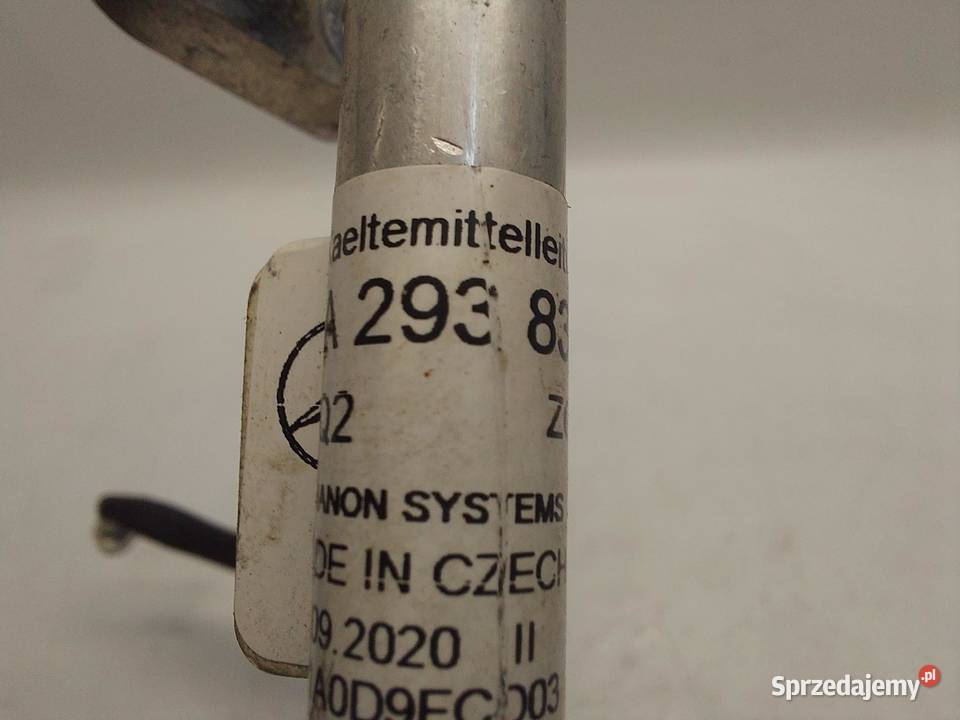 aeltemittelleit
A 293 83
Q2 Z
ANON SYSTEMS
DE IN CZECH
09.2020 II
A0D9EC 003
Sprzedajemy.pl